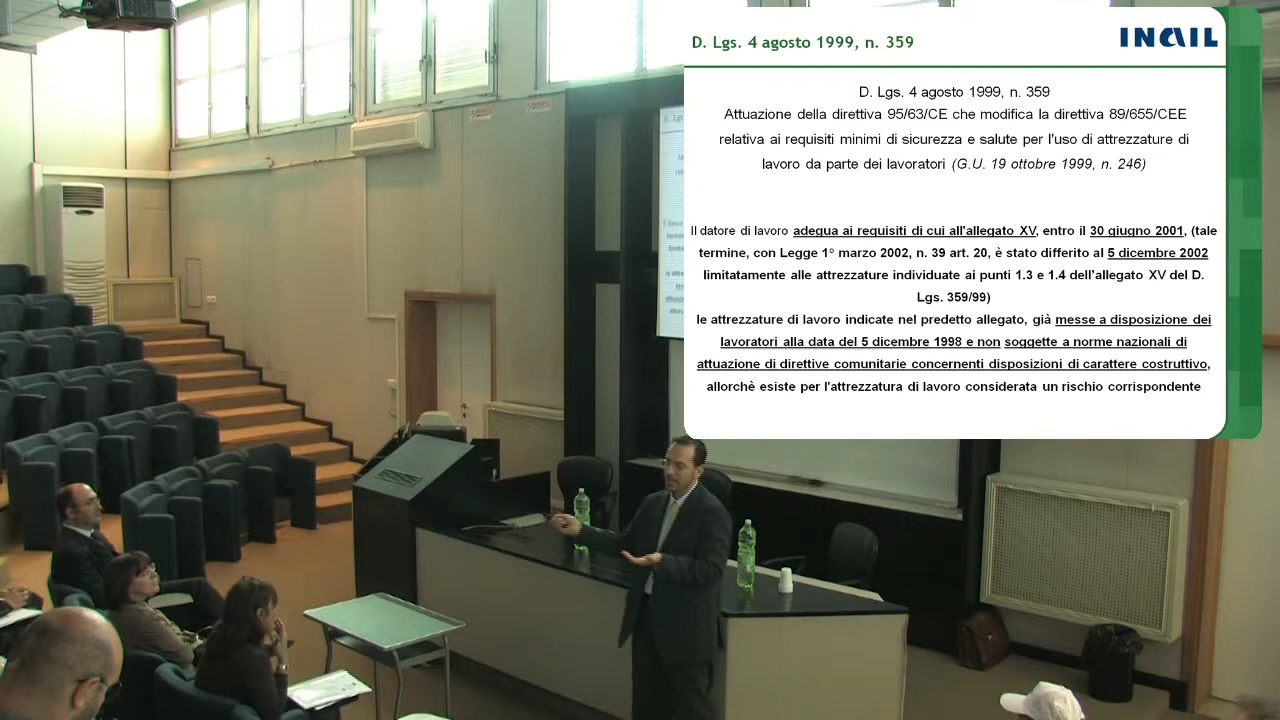 D. Lgs. 4 agosto 1999, n. 359
INAIL
D. Lgs. 4 agosto 1999, n. 359
Attuazione della direttiva 95/63/CE che modifica la direttiva 89/655/CEE
relativa ai requisiti minimi di sicurezza e salute per l'uso di attrezzature di
lavoro da parte dei lavoratori (G.U. 19 ottobre 1999, n. 246)
Il datore di lavoro adegua ai requisiti di cui all'allegato XV, entro il 30 giugno 2001, (tale
termine, con Legge 1° marzo 2002, n. 39 art. 20, è stato differito al 5 dicembre 2002
limitatamente alle attrezzature individuate ai punti 1.3 e 1.4 dell'allegato XV del D.
Lgs. 359/99)
le attrezzature di lavoro indicate nel predetto allegato, già messe a disposizione dei
lavoratori alla data del 5 dicembre 1998 e non soggette a norme nazionali di
attuazione di direttive comunitarie concernenti disposizioni di carattere costruttivo,
allorchè esiste per l'attrezzatura di lavoro considerata un rischio corrispondente